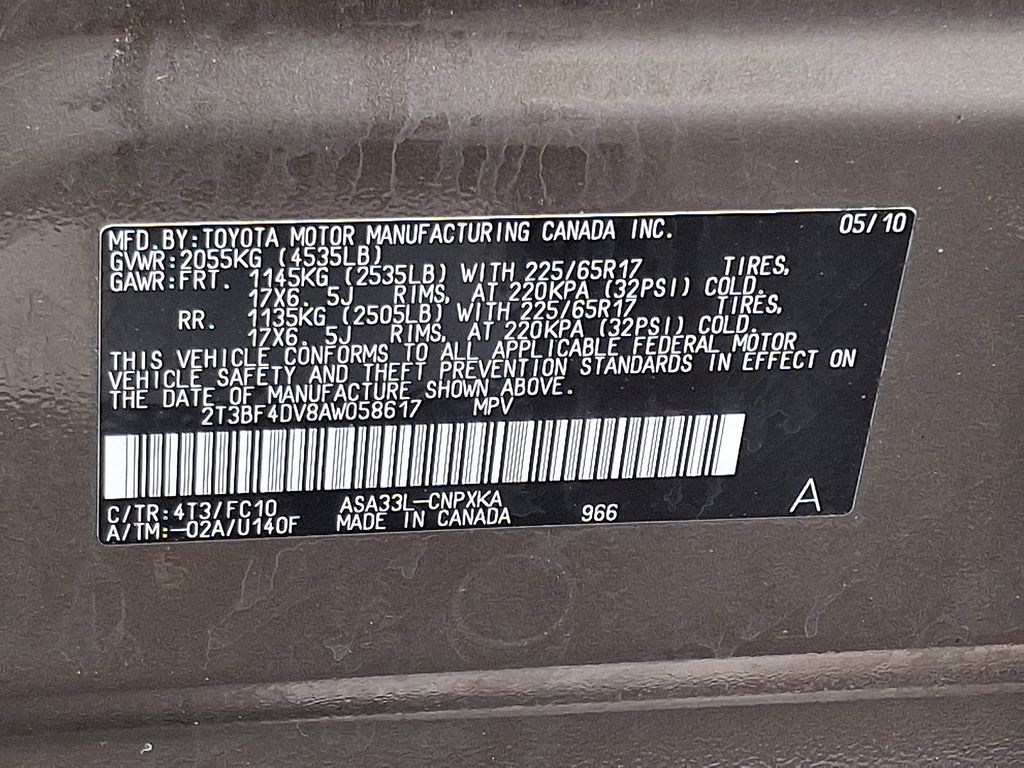 MFD.BY:TOYOTA MOTOR MANUFACTURING CANADA INC. 05/10
GVWR:2055KG (4535LB)
GAWR:FRT. 1145KG (2535LB) WITH 225/65R17 TIRES,
17X6. 5J RIMS, AT 220KPA (32PSI) COLD.
RR. 1135KG (2505LB) WITH 225/65R17 TIRES,
17X6. 5J RIMS, AT 220KPA (32PSI) COLD.
THIS VEHICLE CONFORMS TO ALL APPLICABLE FEDERAL MOTOR
VEHICLE SAFETY AND THEFT PREVENTION STANDARDS IN EFFECT ON
THE DATE OF MANUFACTURE SHOWN ABOVE.
2T3BF4DV8AW058617 MPV
C/TR:4T3/FC10 ASA33L-CNPXKA
A/TM:-02A/U140F MADE IN CANADA 966 A